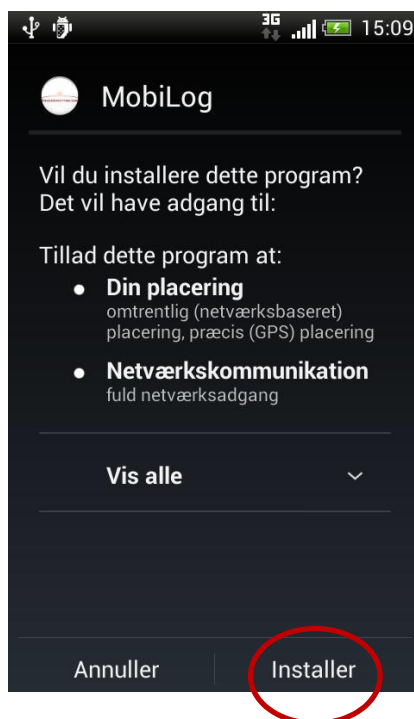 3G
15:09
MobiLog
Vil du installere dette program?
Det vil have adgang til:
Tillad dette program at:
Din placering
omtrentlig (netværksbaseret)
placering, præcis (GPS) placering
Netværkskommunikation
fuld netværksadgang
Vis alle
Annuller
Installer